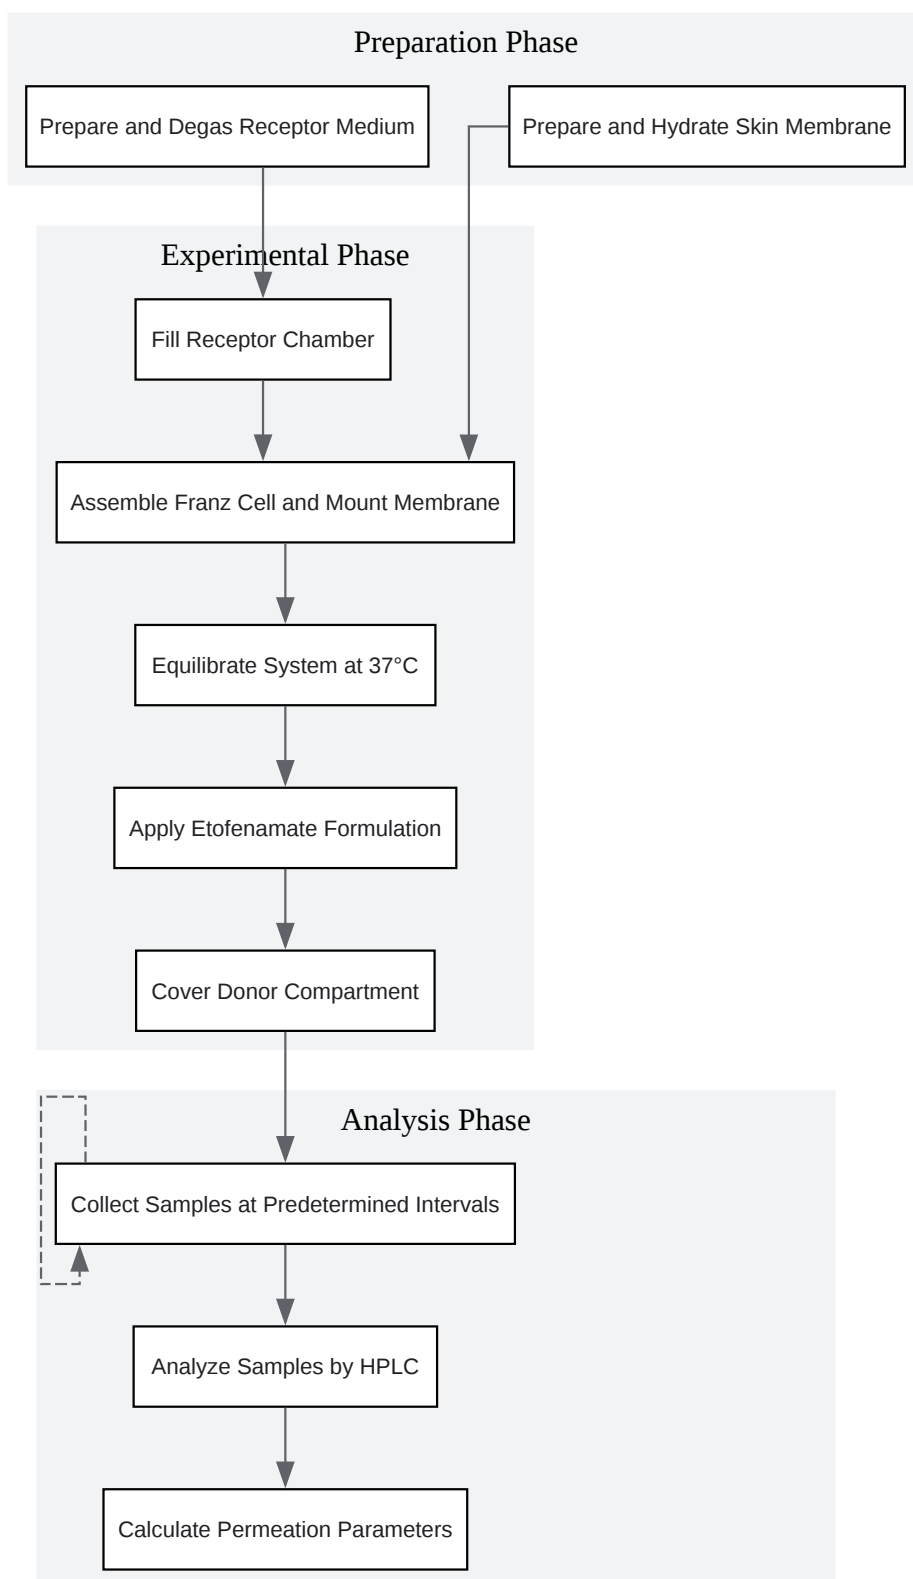 Preparation Phase
Prepare and Degas Receptor Medium
Prepare and Hydrate Skin Membrane
Experimental Phase
Fill Receptor Chamber
Assemble Franz Cell and Mount Membrane
Equilibrate System at 37°C
Apply Etofenamate Formulation
Cover Donor Compartment
Analysis Phase
Collect Samples at Predetermined Intervals
Analyze Samples by HPLC
Calculate Permeation Parameters